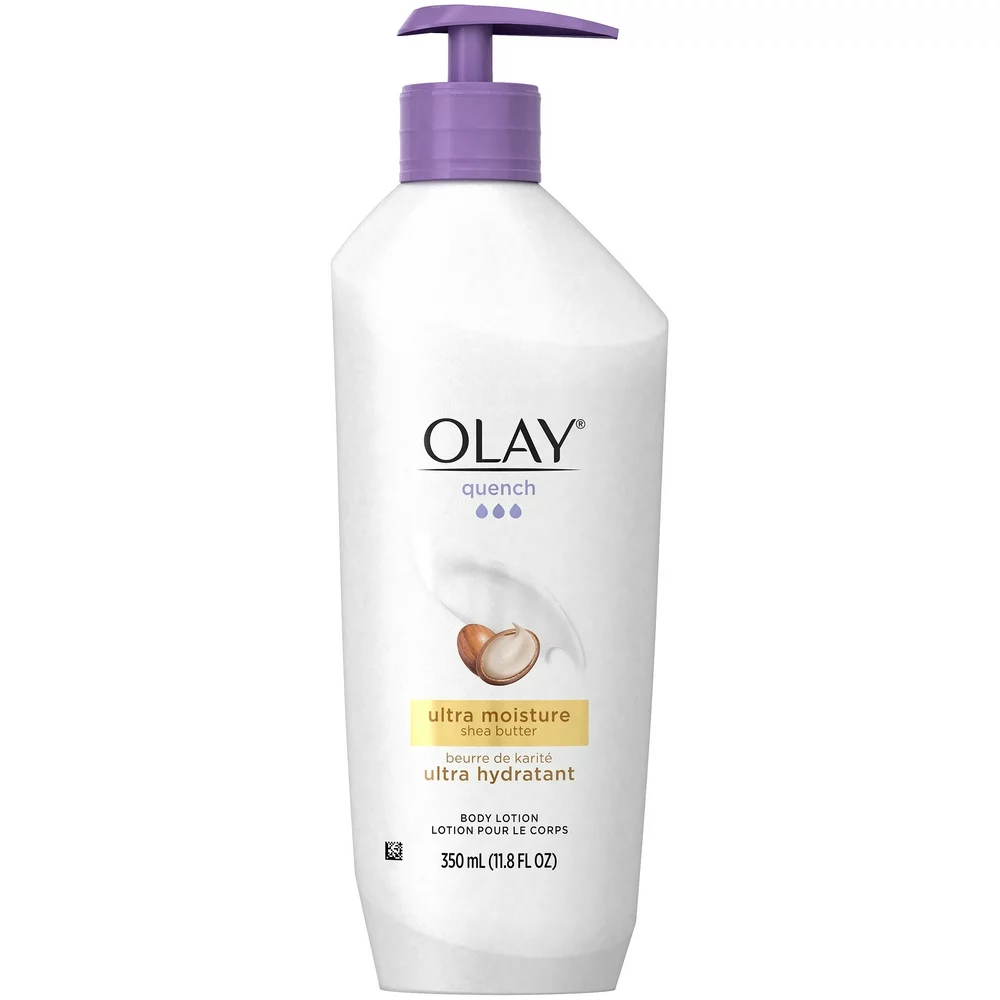 OLAY®
quench
ultra moisture
shea butter
beurre de karité
ultra hydratant
BODY LOTION
LOTION POUR LE CORPS
350 mL (11.8 FL OZ)